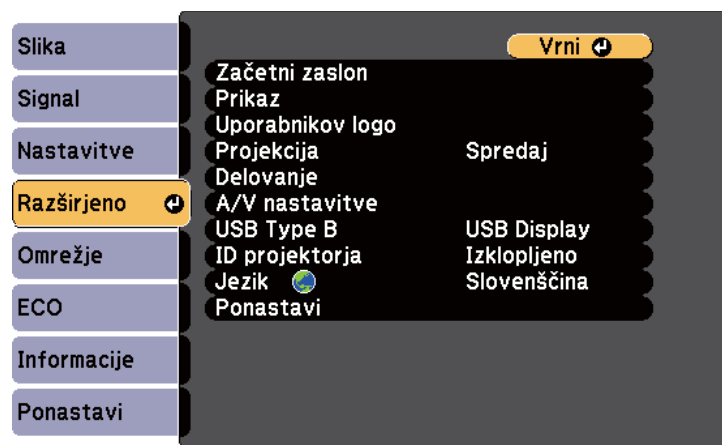 Slika
Signal
Nastavitve
Razširjeno
Omrežje
ECO
Informacije
Ponastavi
Vrni
Začetni zaslon
Prikaz
Uporabnikov logo
Projekcija Spredaj
Delovanje
A/V nastavitve
USB Type B USB Display
ID projektorja Izklopljeno
Jezik Slovenščina
Ponastavi